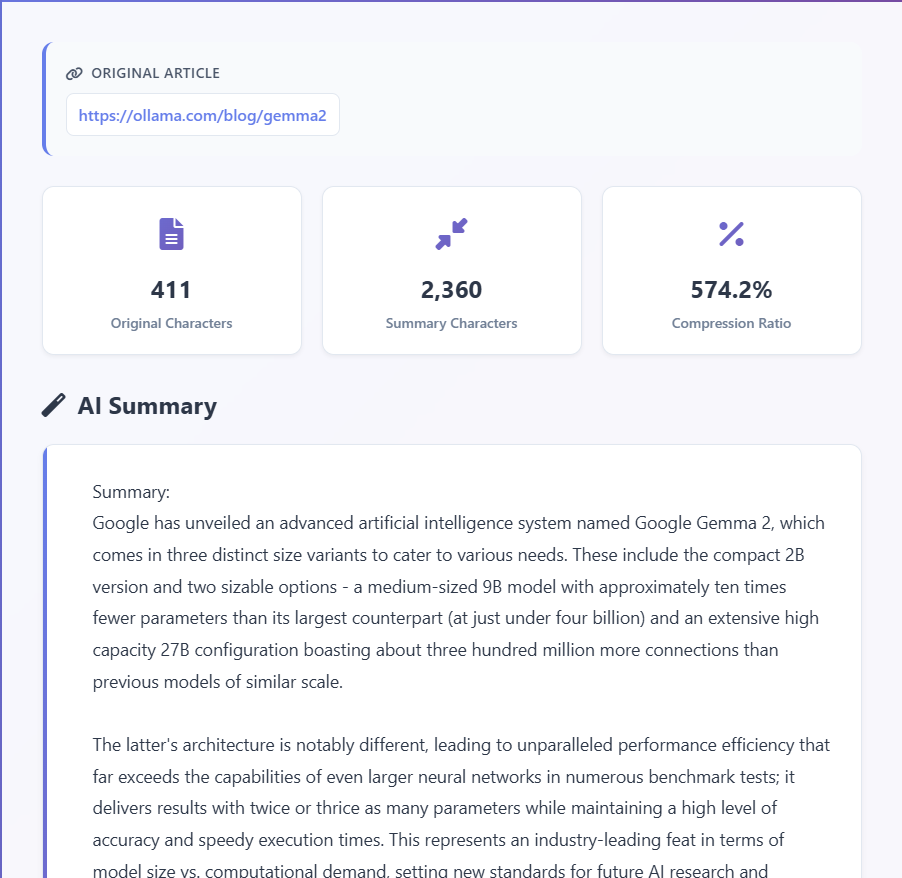 ORIGINAL ARTICLE
https://ollama.com/blog/gemma2
411
Original Characters
2,360
Summary Characters
574.2%
Compression Ratio
AI Summary
Summary:
Google has unveiled an advanced artificial intelligence system named Google Gemma 2, which
comes in three distinct size variants to cater to various needs. These include the compact 2B
version and two sizable options - a medium-sized 9B model with approximately ten times
fewer parameters than its largest counterpart (at just under four billion) and an extensive high
capacity 27B configuration boasting about three hundred million more connections than
previous models of similar scale.
The latter's architecture is notably different, leading to unparalleled performance efficiency that
far exceeds the capabilities of even larger neural networks in numerous benchmark tests; it
delivers results with twice or thrice as many parameters while maintaining a high level of
accuracy and speedy execution times. This represents an industry-leading feat in terms of
model size vs. computational demand, setting new standards for future AI research and